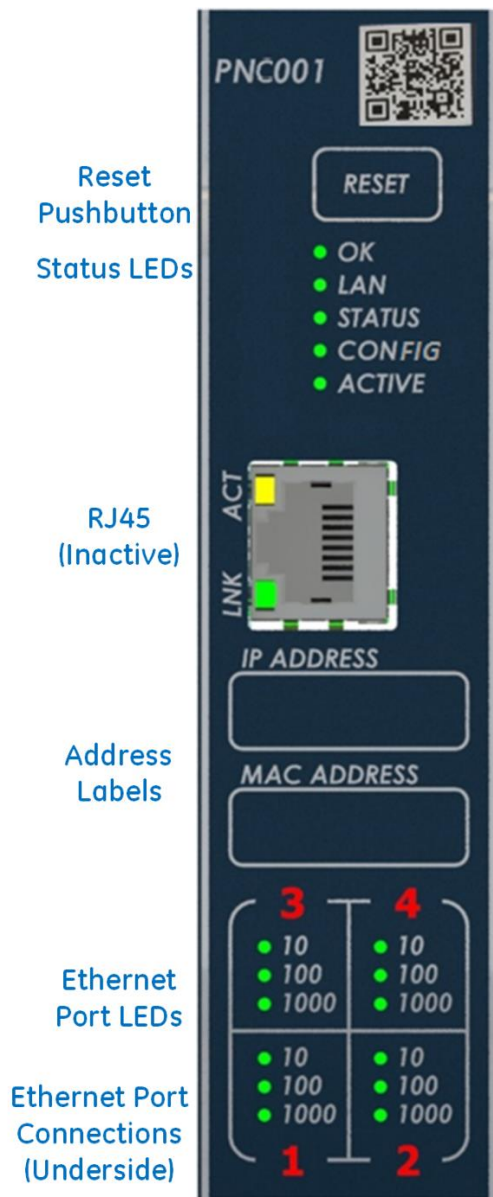 PNC001
Reset
Pushbutton
RESET
Status LEDs
OK
LAN
STATUS
CONFIG
ACTIVE
RJ45
(Inactive)
ACT
LNK
IP ADDRESS
Address
Labels
MAC ADDRESS
3 4
Ethernet
Port LEDs
10 10
100 100
1000 1000
Ethernet Port
Connections
(Underside)
10 10
100 100
1000 1000
1 2